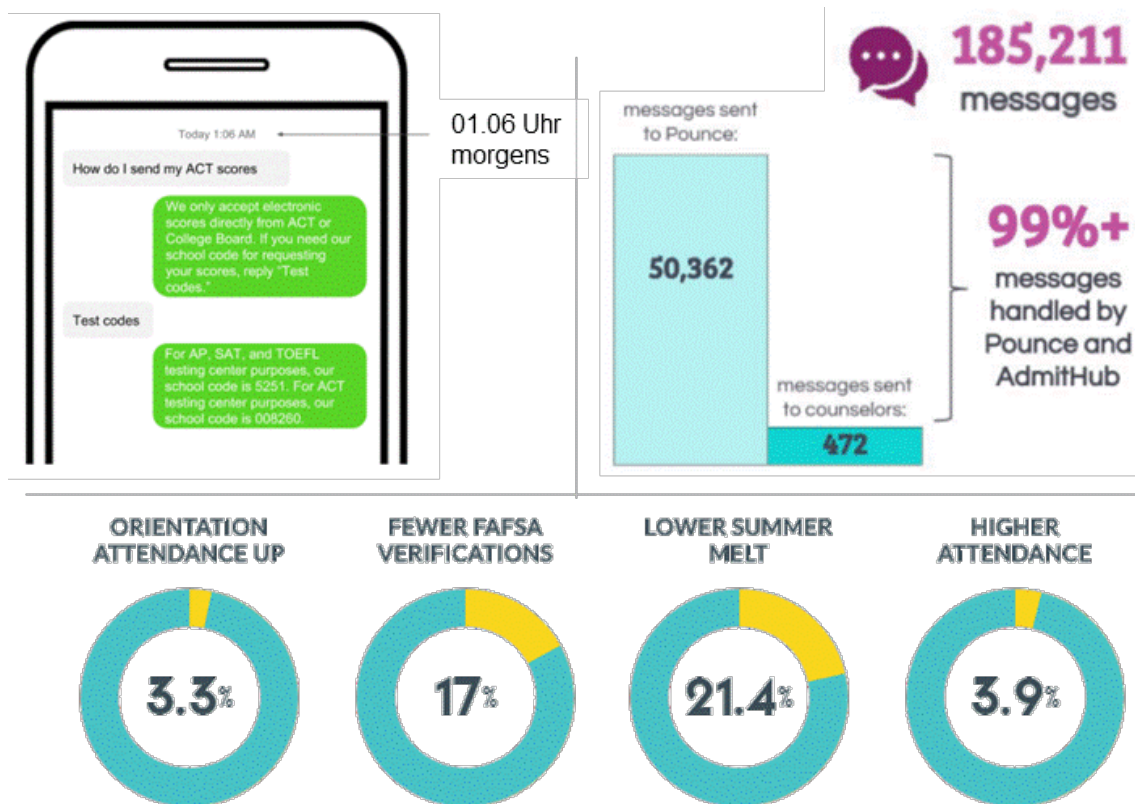 Today 1:06 AM
How do I send my ACT scores
We only accept electronic
scores directly from ACT or
College Board. If you need our
school code for requesting
your scores, reply "Test
codes."
Test codes
For AP, SAT, and TOEFL
testing center purposes, our
school code is 5251. For ACT
testing center purposes, our
school code is 008260.
01.06 Uhr
morgens
185,211
messages
messages sent
to Pounce:
50,362
messages sent
to counselors:
472
99%+
messages
handled by
Pounce and
AdmitHub
ORIENTATION
ATTENDANCE UP
3.3%
FEWER FAFSA
VERIFICATIONS
17%
LOWER SUMMER
MELT
21.4%
HIGHER
ATTENDANCE
3.9%